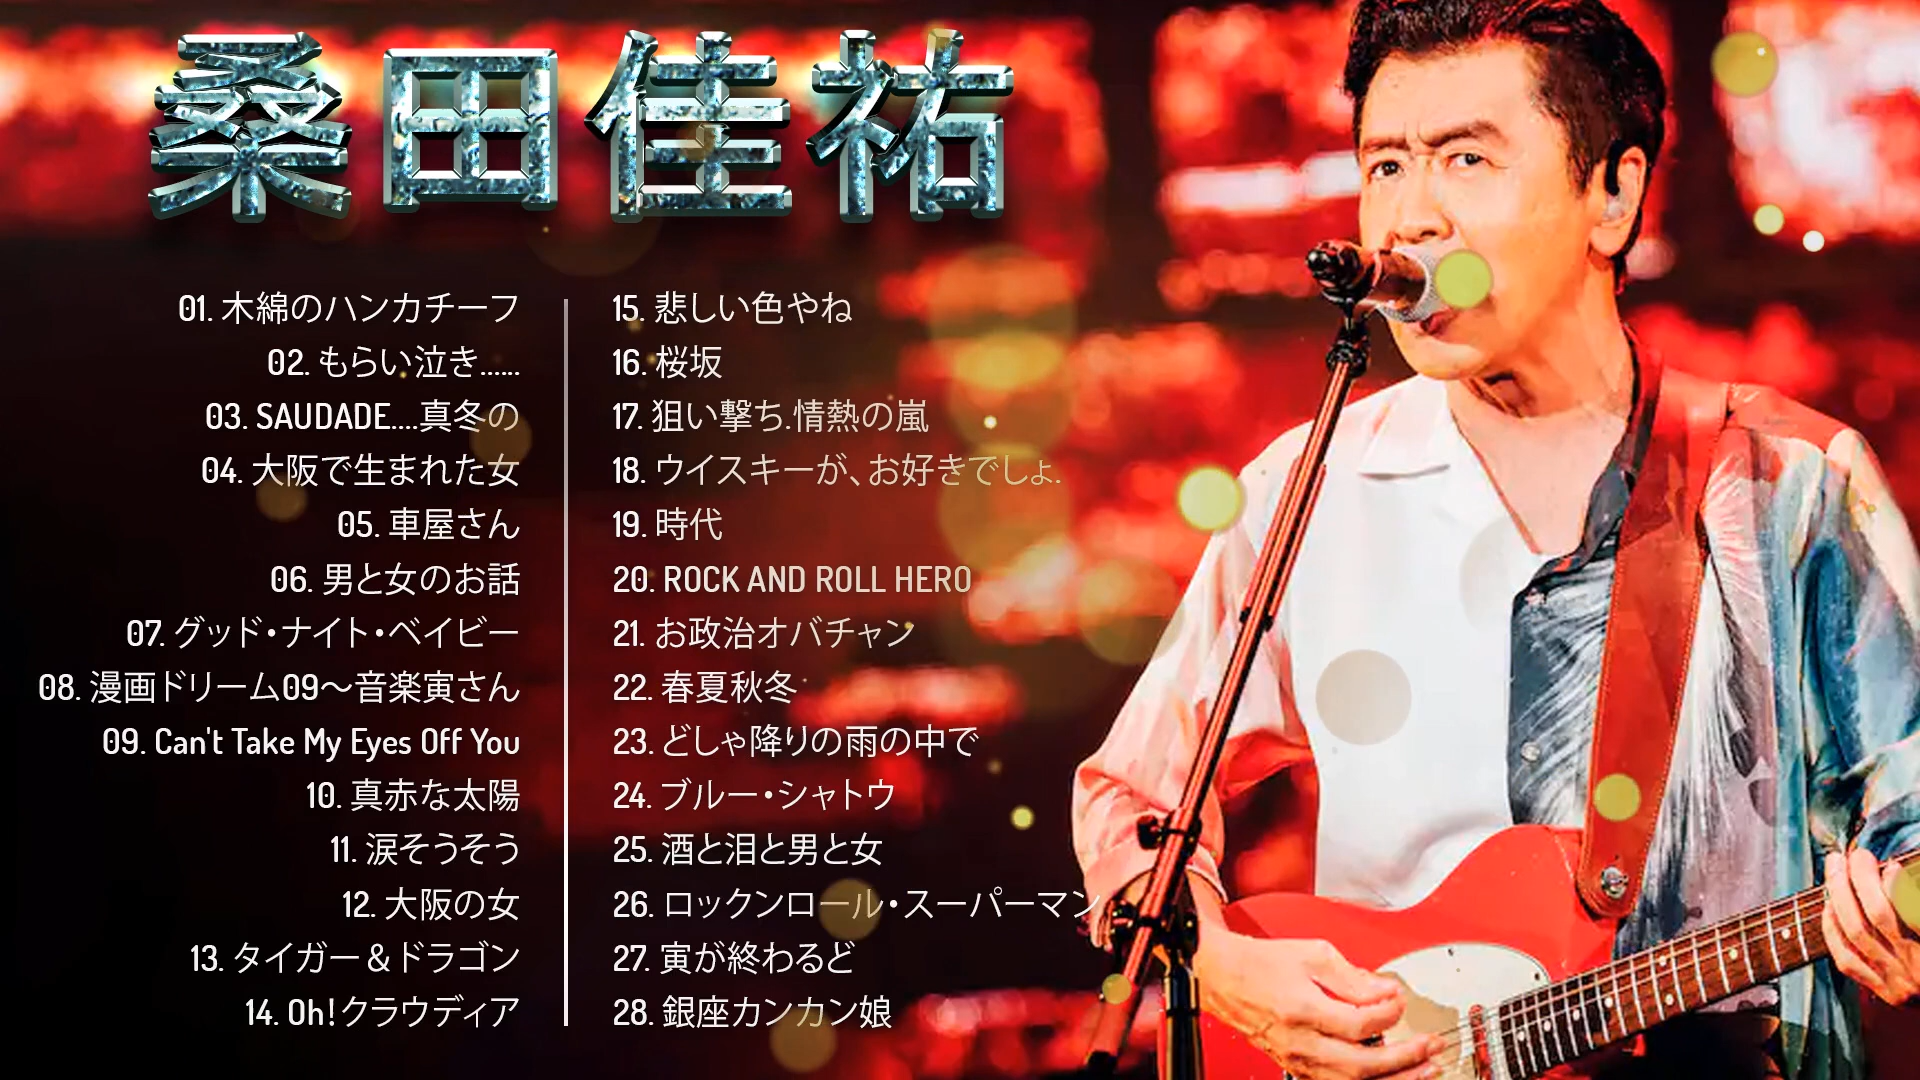 桑田佳祐
01. 木綿のハンカチーフ
02. もらい泣き......
03. SAUDADE....真冬の
04. 大阪で生まれた女
05. 車屋さん
06. 男と女のお話
07. グッド・ナイト・ベイビー
08. 漫画ドリーム09～音楽寅さん
09. Can't Take My Eyes Off You
10. 真赤な太陽
11. 涙そうそう
12. 大阪の女
13. タイガー＆ドラゴン
14. Oh!クラウディア
15. 悲しい色やね
16. 桜坂
17. 狙い撃ち.情熱の嵐
18. ウイスキーが、お好きでしょ.
19. 時代
20. ROCK AND ROLL HERO
21. お政治オバチャン
22. 春夏秋冬
23. どしゃ降りの雨の中で
24. ブルー・シャトウ
25. 酒と泪と男と女
26. ロックンロール・スーパーマン
27. 寅が終わるど
28. 銀座カンカン娘